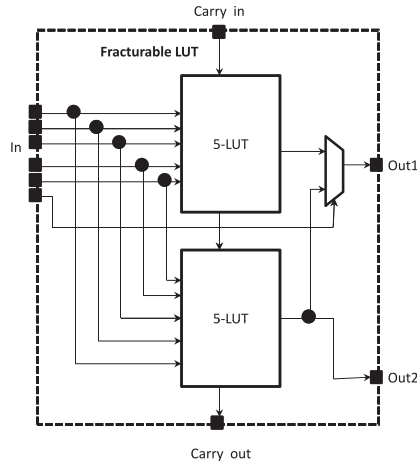 Carry in
Fracturable LUT
5-LUT
In
Out1
5-LUT
Out2
Carry out